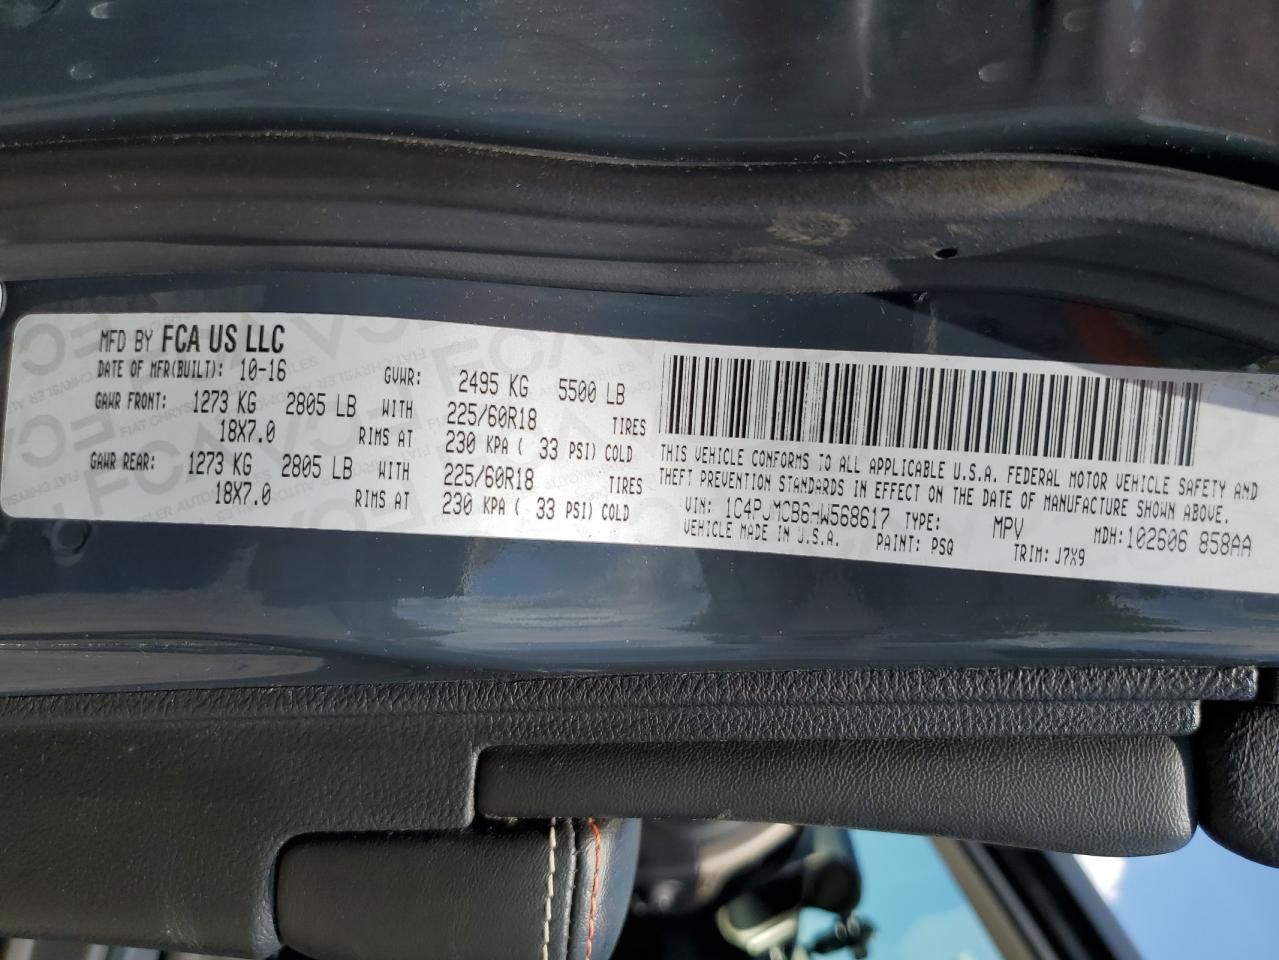 MFD BY FCA US LLC
DATE OF MFR(BUILT): 10-16 GVWR: 2495 KG 5500 LB
GAWR FRONT: 1273 KG 2805 LB WITH 225/60R18 TIRES
18X7.0 RIMS AT 230 KPA ( 33 PSI) COLD
GAWR REAR: 1273 KG 2805 LB WITH 225/60R18 TIRES
18X7.0 RIMS AT 230 KPA ( 33 PSI) COLD
THIS VEHICLE CONFORMS TO ALL APPLICABLE U.S.A. FEDERAL MOTOR VEHICLE SAFETY AND
THEFT PREVENTION STANDARDS IN EFFECT ON THE DATE OF MANUFACTURE SHOWN ABOVE.
VIN: 1C4PJMCB6HW568617 TYPE: MPV MDH:102606 858AA
VEHICLE MADE IN U.S.A. PAINT: PSQ TRIM: J7X9